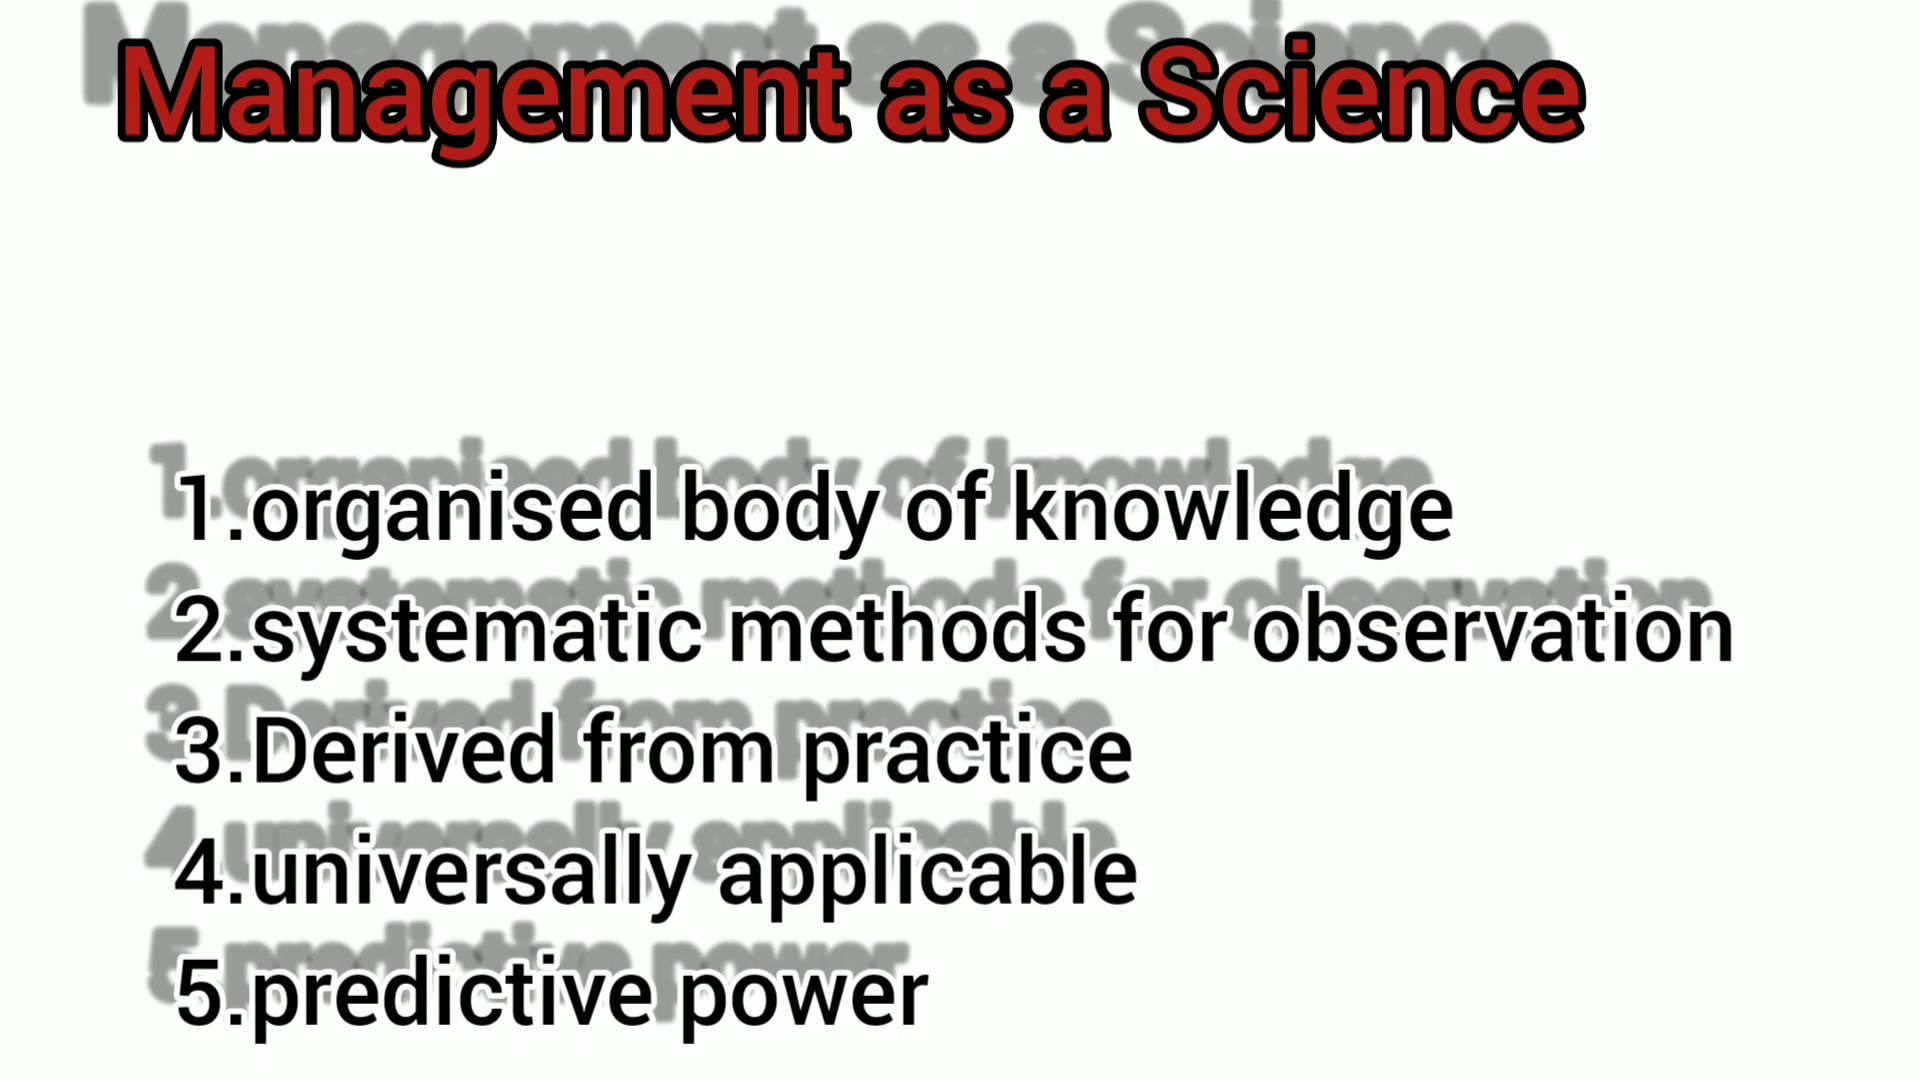 Management as a Science
1.organised body of knowledge
2.systematic methods for observation
3.Derived from practice
4.universally applicable
5.predictive power